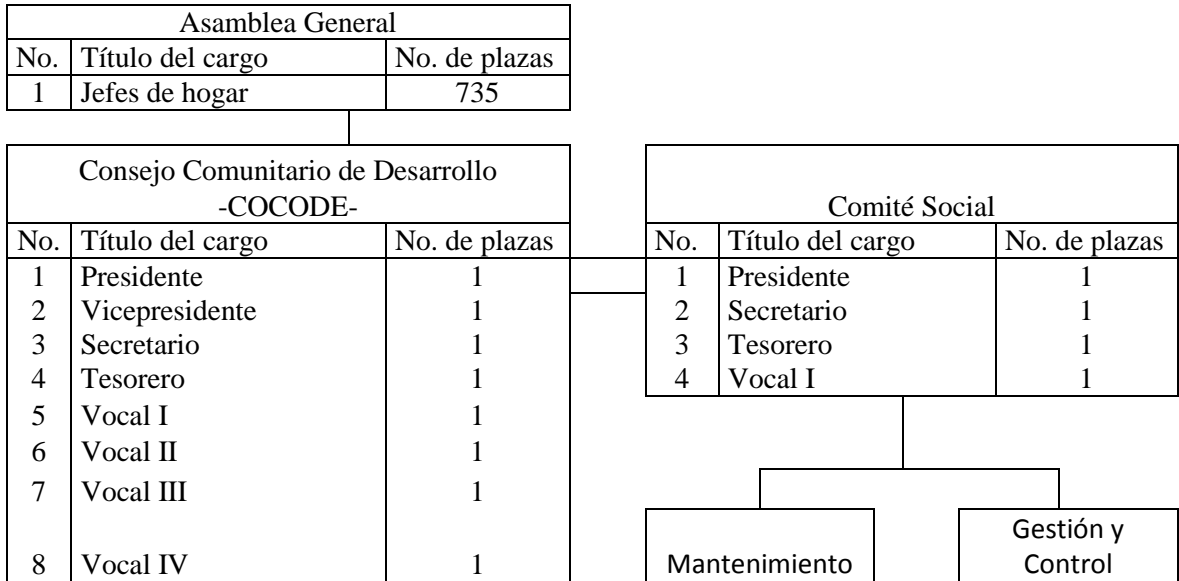 Asamblea General
No. Título del cargo No. de plazas
1 Jefes de hogar 735
Consejo Comunitario de Desarrollo
-COCODE-
No. Título del cargo No. de plazas
1 Presidente 1
2 Vicepresidente 1
3 Secretario 1
4 Tesorero 1
5 Vocal I 1
6 Vocal II 1
7 Vocal III 1
8 Vocal IV 1
Comité Social
No. Título del cargo No. de plazas
1 Presidente 1
2 Secretario 1
3 Tesorero 1
4 Vocal I 1
Mantenimiento
Gestión y
Control